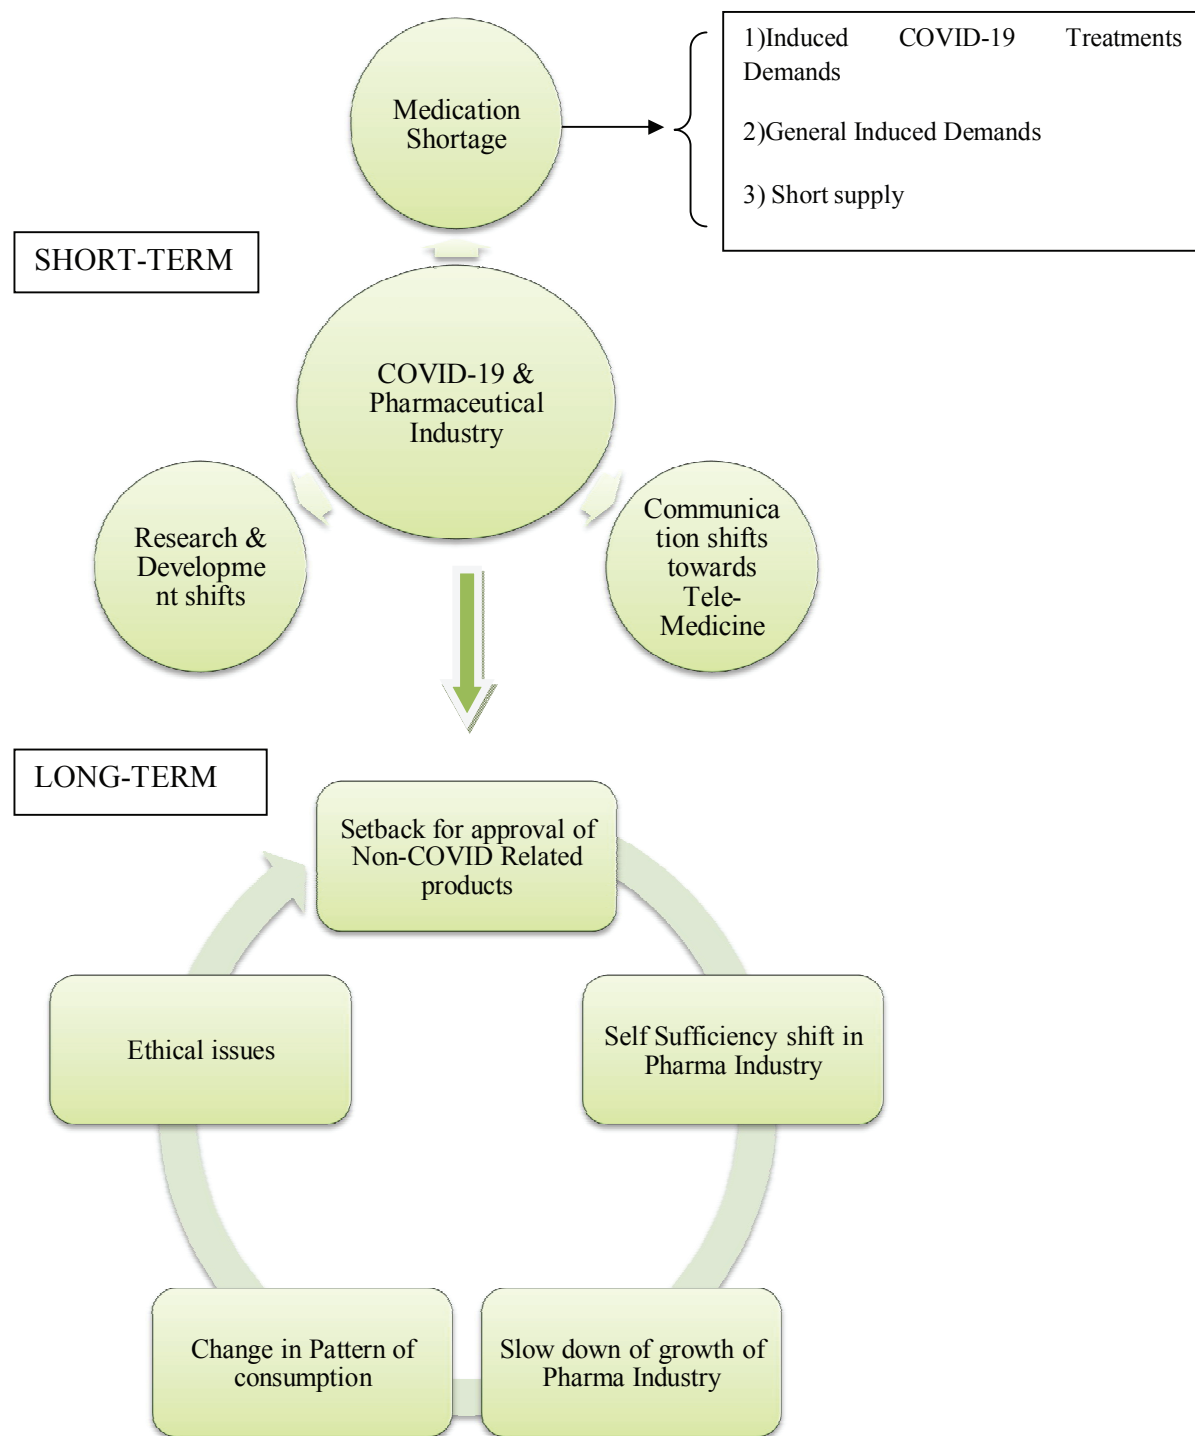 Medication
Shortage
1)Induced COVID-19 Treatments
Demands
2)General Induced Demands
3) Short supply
SHORT-TERM
COVID-19 &
Pharmaceutical
Industry
Research &
Developme
nt shifts
Communica
tion shifts
towards
Tele-
Medicine
LONG-TERM
Setback for approval of
Non-COVID Related
products
Ethical issues
Self Sufficiency shift in
Pharma Industry
Change in Pattern of
consumption
Slow down of growth of
Pharma Industry